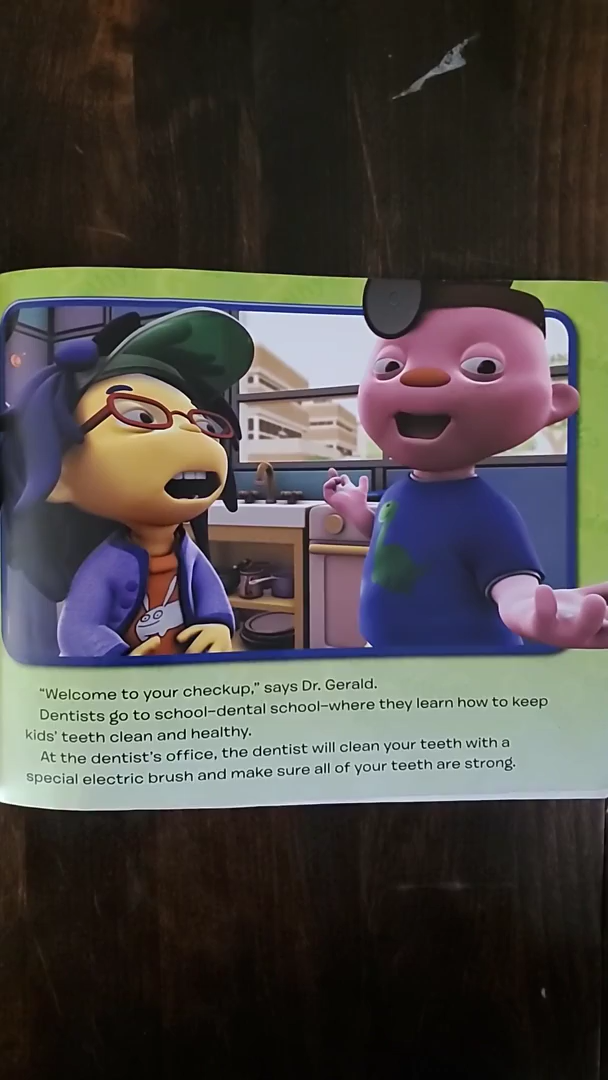 "Welcome to your checkup," says Dr. Gerald.
Dentists go to school–dental school–where they learn how to keep
kids' teeth clean and healthy.
At the dentist's office, the dentist will clean your teeth with a
special electric brush and make sure all of your teeth are strong.